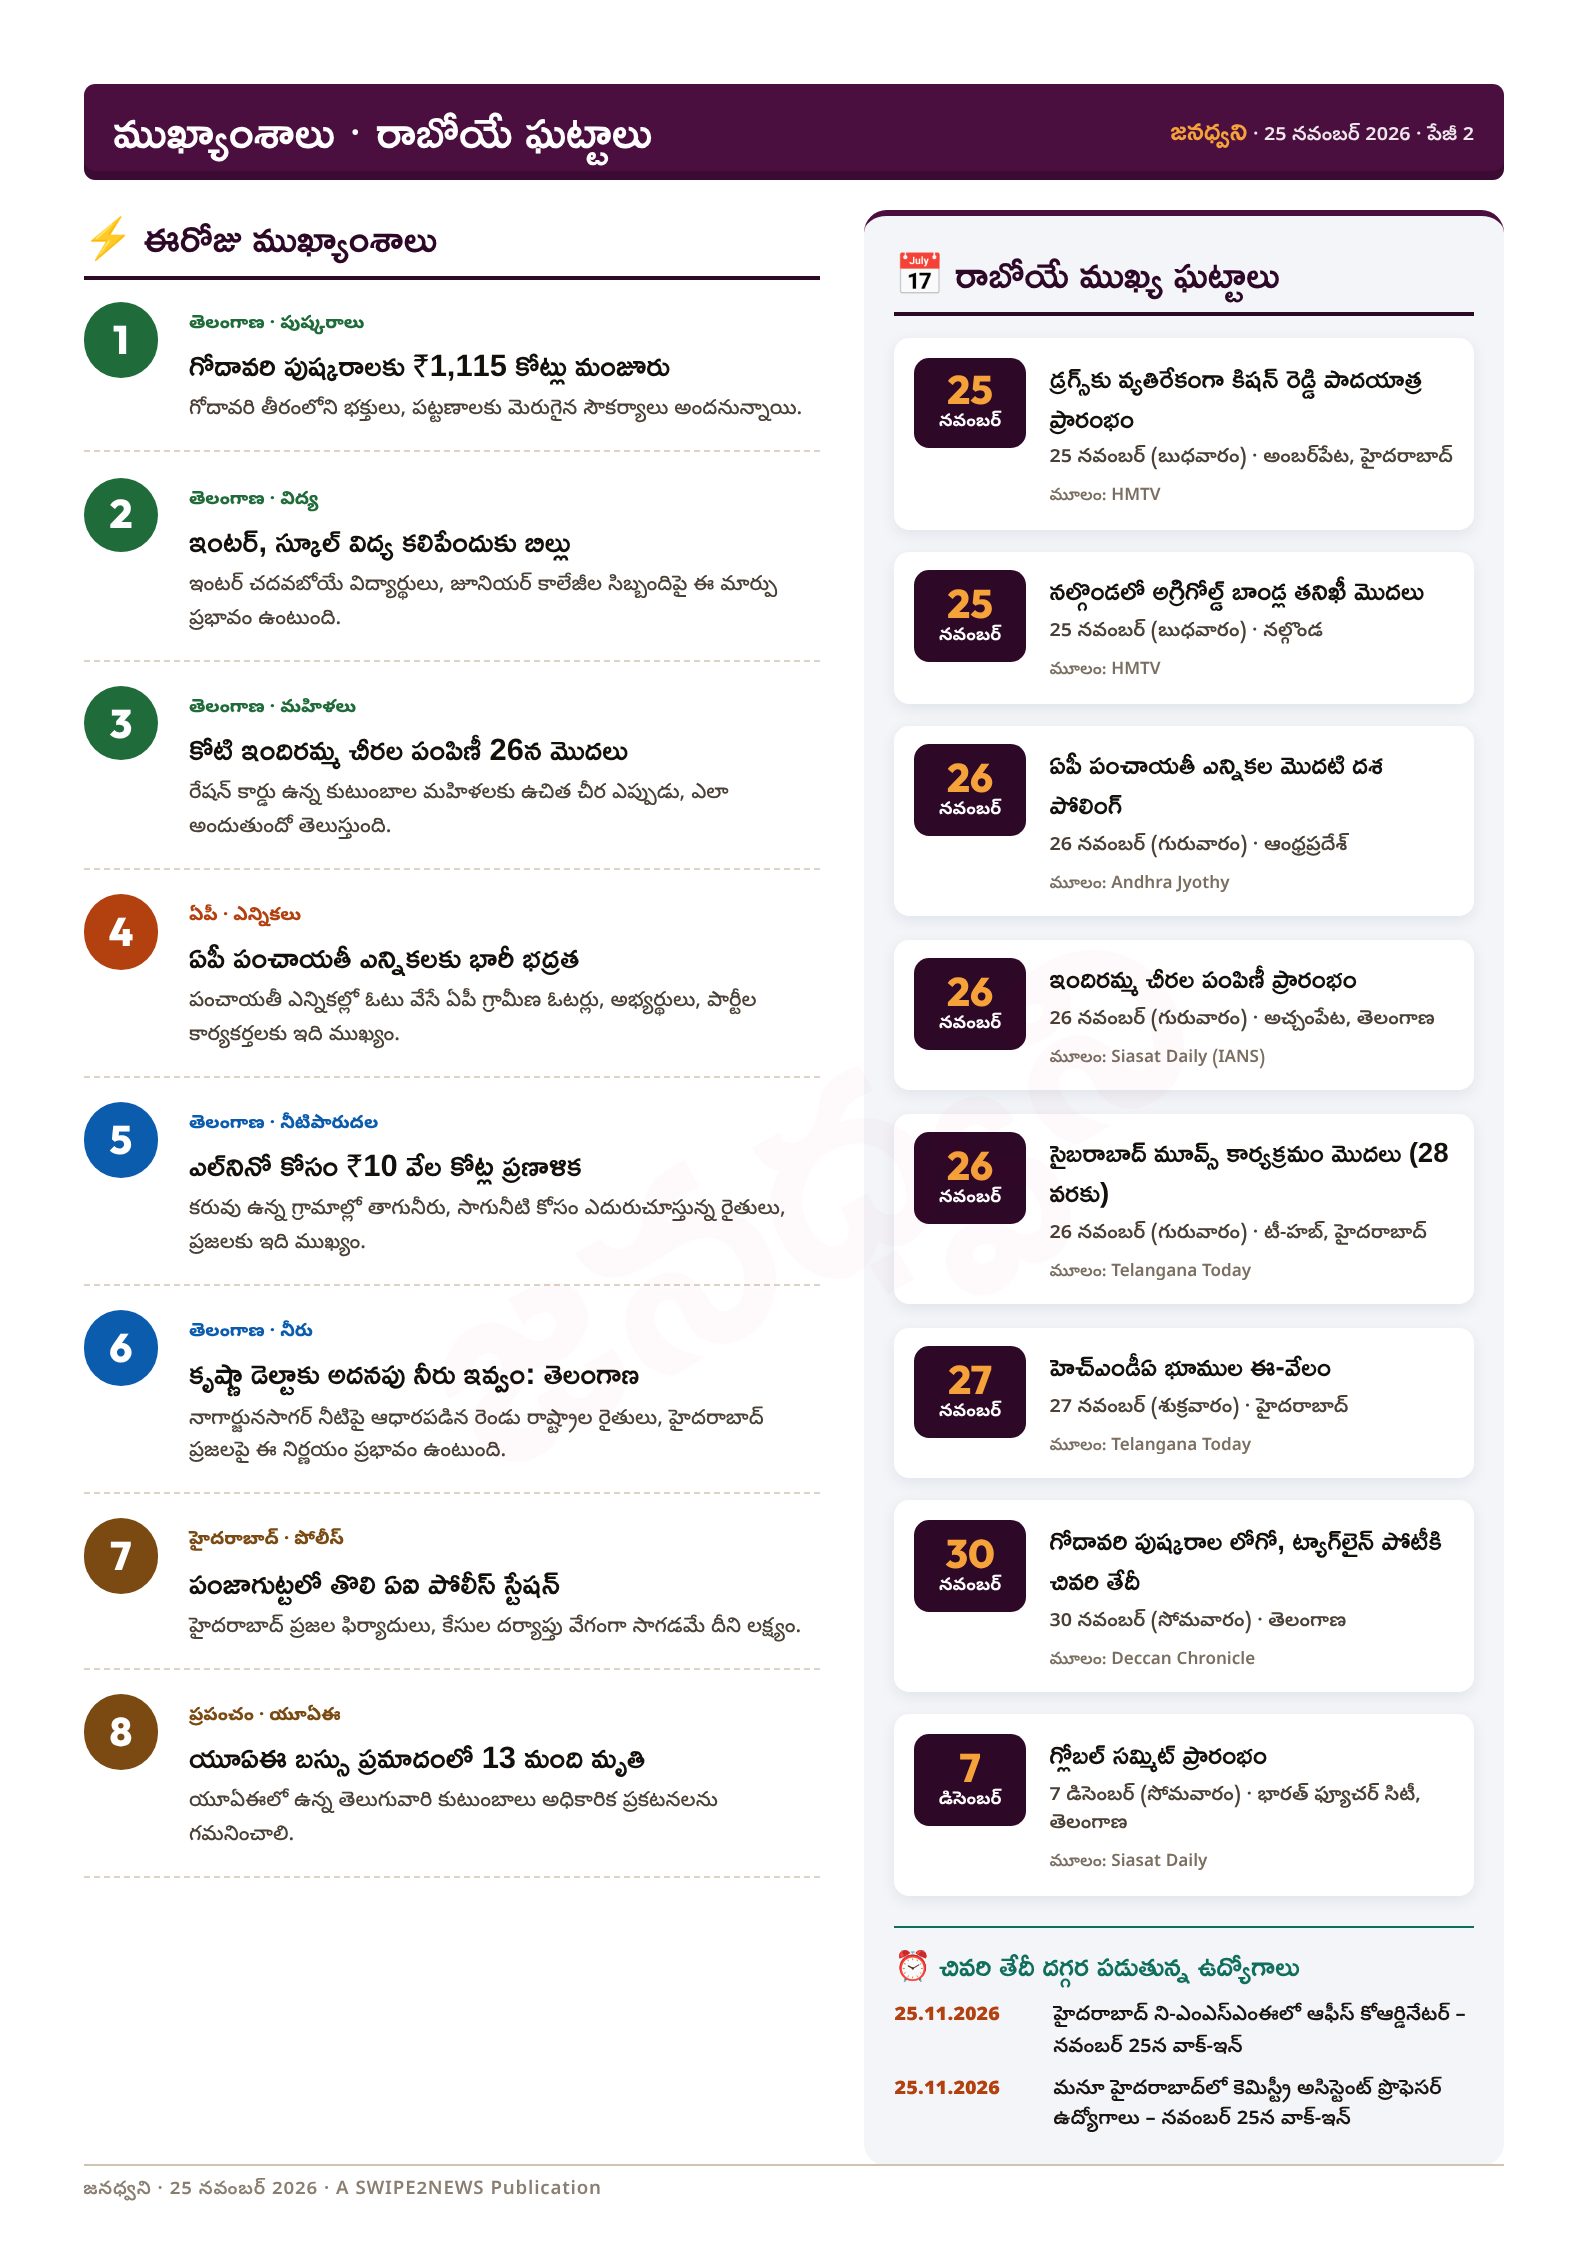 ముఖ్యాంశాలు · రాబోయే ఘట్టాలు
జనధ్వని · 25 నవంబర్ 2026 · పేజీ 2
⚡ ఈరోజు ముఖ్యాంశాలు
1
తెలంగాణ · పుష్కరాలు
గోదావరి పుష్కరాలకు ₹1,115 కోట్లు మంజూరు
గోదావరి తీరంలోని భక్తులు, పట్టణాలకు మెరుగైన సౌకర్యాలు అందనున్నాయి.
2
తెలంగాణ · విద్య
ఇంటర్, స్కూల్ విద్య కలిపేందుకు బిల్లు
ఇంటర్ చదవబోయే విద్యార్థులు, జూనియర్ కాలేజీల సిబ్బందిపై ఈ మార్పు
ప్రభావం ఉంటుంది.
3
తెలంగాణ · మహిళలు
కోటి ఇందిరమ్మ చీరల పంపిణీ 26న మొదలు
రేషన్ కార్డు ఉన్న కుటుంబాల మహిళలకు ఉచిత చీర ఎప్పుడు, ఎలా
అందుతుందో తెలుస్తుంది.
4
ఏపీ · ఎన్నికలు
ఏపీ పంచాయతీ ఎన్నికలకు భారీ భద్రత
పంచాయతీ ఎన్నికల్లో ఓటు వేసే ఏపీ గ్రామీణ ఓటర్లు, అభ్యర్థులు, పార్టీల
కార్యకర్తలకు ఇది ముఖ్యం.
5
తెలంగాణ · నీటిపారుదల
ఎల్‌నినో కోసం ₹10 వేల కోట్ల ప్రణాళిక
కరువు ఉన్న గ్రామాల్లో తాగునీరు, సాగునీటి కోసం ఎదురుచూస్తున్న రైతులు,
ప్రజలకు ఇది ముఖ్యం.
6
తెలంగాణ · నీరు
కృష్ణా డెల్టాకు అదనపు నీరు ఇవ్వం: తెలంగాణ
నాగార్జునసాగర్ నీటిపై ఆధారపడిన రెండు రాష్ట్రాల రైతులు, హైదరాబాద్
ప్రజలపై ఈ నిర్ణయం ప్రభావం ఉంటుంది.
7
హైదరాబాద్ · పోలీస్
పంజాగుట్టలో తొలి ఏఐ పోలీస్ స్టేషన్
హైదరాబాద్ ప్రజల ఫిర్యాదులు, కేసుల దర్యాప్తు వేగంగా సాగడమే దీని లక్ష్యం.
8
ప్రపంచం · యూఏఈ
యూఏఈ బస్సు ప్రమాదంలో 13 మంది మృతి
యూఏఈలో ఉన్న తెలుగువారి కుటుంబాలు అధికారిక ప్రకటనలను
గమనించాలి.
📅 రాబోయే ముఖ్య ఘట్టాలు
25
నవంబర్
డ్రగ్స్‌కు వ్యతిరేకంగా కిషన్ రెడ్డి పాదయాత్ర
ప్రారంభం
25 నవంబర్ (బుధవారం) · అంబర్‌పేట, హైదరాబాద్
మూలం: HMTV
25
నవంబర్
నల్గొండలో అగ్రిగోల్డ్ బాండ్ల తనిఖీ మొదలు
25 నవంబర్ (బుధవారం) · నల్గొండ
మూలం: HMTV
26
నవంబర్
ఏపీ పంచాయతీ ఎన్నికల మొదటి దశ
పోలింగ్
26 నవంబర్ (గురువారం) · ఆంధ్రప్రదేశ్
మూలం: Andhra Jyothy
26
నవంబర్
ఇందిరమ్మ చీరల పంపిణీ ప్రారంభం
26 నవంబర్ (గురువారం) · అచ్చంపేట, తెలంగాణ
మూలం: Siasat Daily (IANS)
26
నవంబర్
సైబరాబాద్ మూవ్స్ కార్యక్రమం మొదలు (28
వరకు)
26 నవంబర్ (గురువారం) · టీ-హబ్, హైదరాబాద్
మూలం: Telangana Today
27
నవంబర్
హెచ్ఎండీఏ భూముల ఈ-వేలం
27 నవంబర్ (శుక్రవారం) · హైదరాబాద్
మూలం: Telangana Today
30
నవంబర్
గోదావరి పుష్కరాల లోగో, ట్యాగ్‌లైన్ పోటీకి
చివరి తేదీ
30 నవంబర్ (సోమవారం) · తెలంగాణ
మూలం: Deccan Chronicle
7
డిసెంబర్
గ్లోబల్ సమ్మిట్ ప్రారంభం
7 డిసెంబర్ (సోమవారం) · భారత్ ఫ్యూచర్ సిటీ,
తెలంగాణ
మూలం: Siasat Daily
⏰ చివరి తేదీ దగ్గర పడుతున్న ఉద్యోగాలు
25.11.2026
హైదరాబాద్ ని-ఎంఎస్ఎంఈలో ఆఫీస్ కోఆర్డినేటర్ –
నవంబర్ 25న వాక్-ఇన్
25.11.2026
మనూ హైదరాబాద్‌లో కెమిస్ట్రీ అసిస్టెంట్ ప్రొఫెసర్
ఉద్యోగాలు – నవంబర్ 25న వాక్-ఇన్
జనధ్వని · 25 నవంబర్ 2026 · A SWIPE2NEWS Publication
జనధ్వని